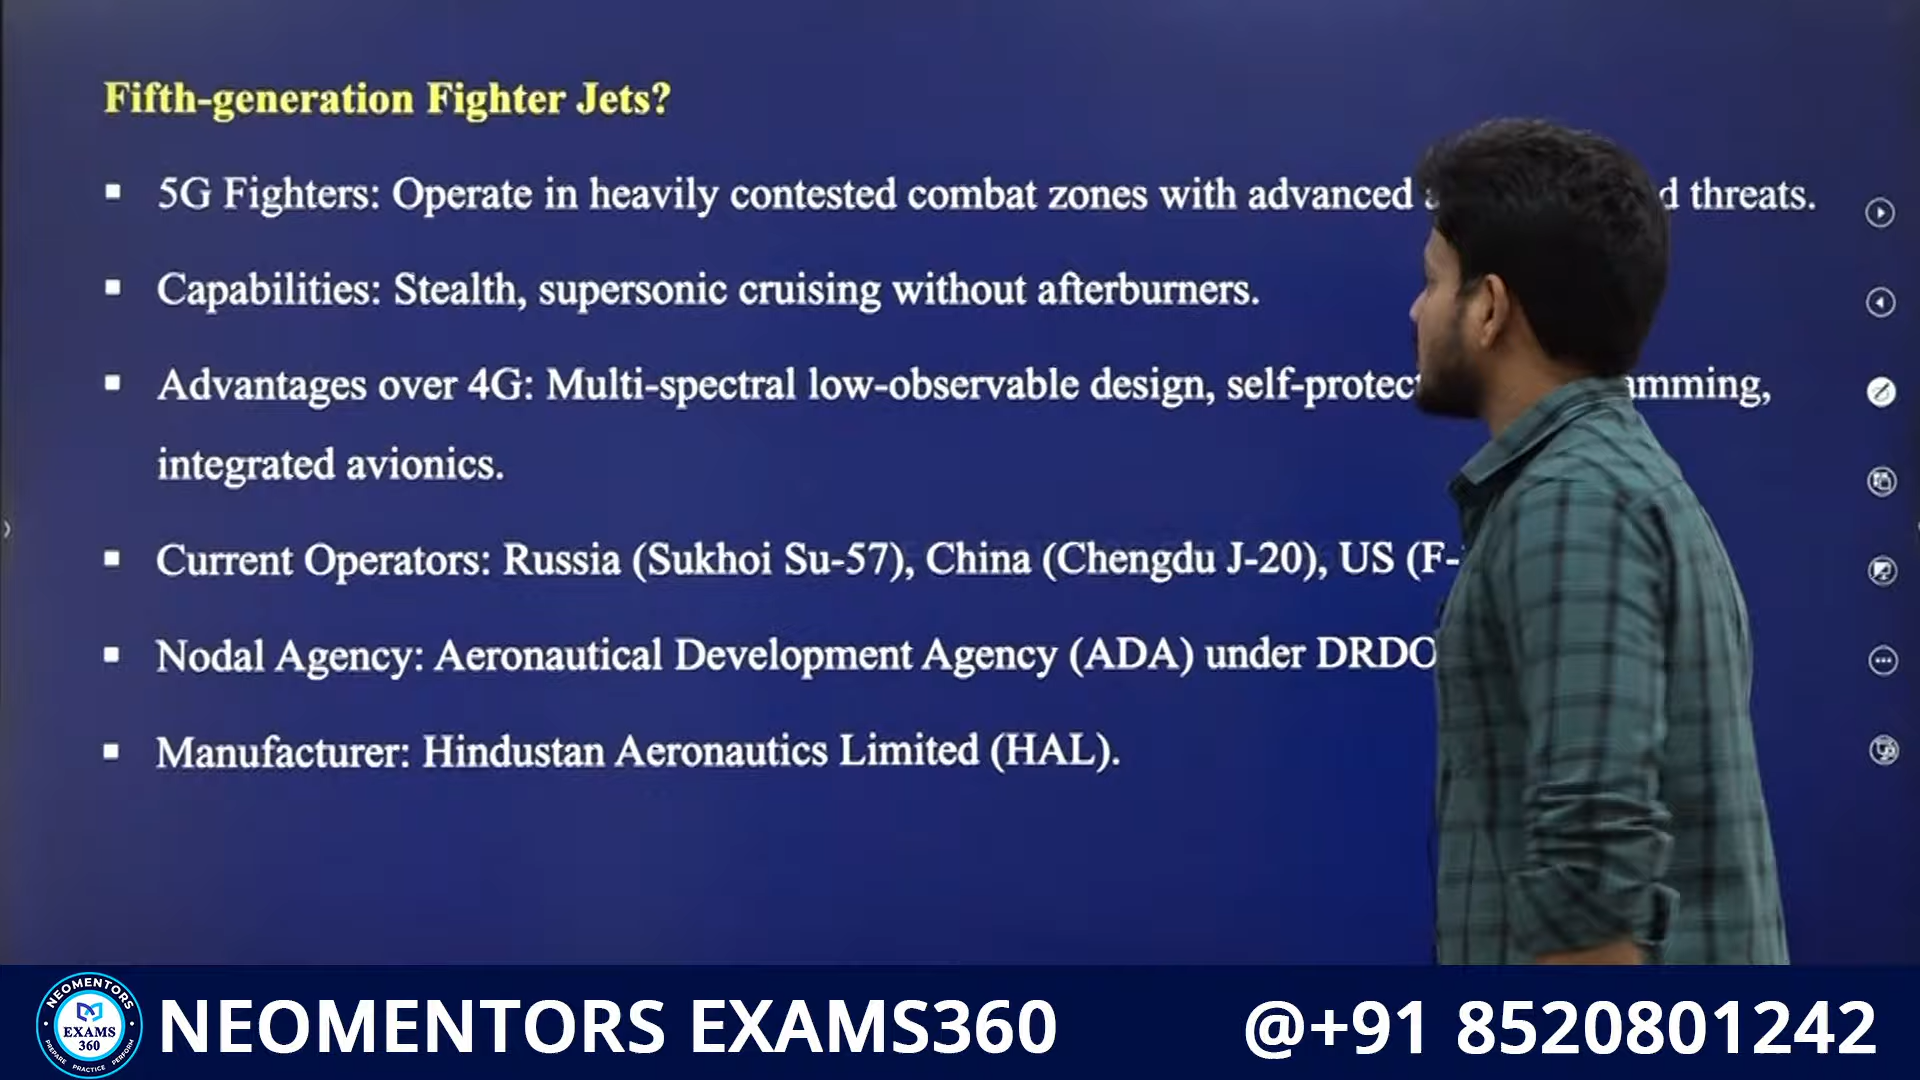 Fifth-generation Fighter Jets?
▪ 5G Fighters: Operate in heavily contested combat zones with advanced threats.
▪ Capabilities: Stealth, supersonic cruising without afterburners.
▪ Advantages over 4G: Multi-spectral low-observable design,
integrated avionics.
▪ Current Operators: Russia (Sukhoi Su-57), China (Chengdu J-20), US (F-
▪ Nodal Agency: Aeronautical Development Agency (ADA) under DRDO
▪ Manufacturer: Hindustan Aeronautics Limited (HAL).
NEOMENTORS
EXAMS
360
PREPARE PRACTICE PERFORM
NEOMENTORS EXAMS360
@+91 8520801242